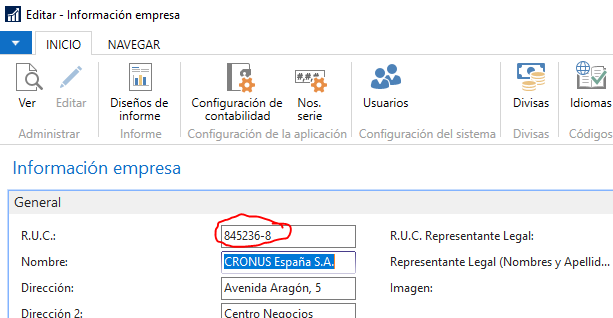 Editar - Información empresa
INICIO NAVEGAR
Ver Editar Diseños de informe Configuración de contabilidad ###.. Nos. serie Usuarios Divisas Idiomas
Administrar Informe Configuración de la aplicación Configuración del sistema Divisas Códigos
Información empresa
General
R.U.C.: 845236-8 R.U.C. Representante Legal:
Nombre: CRONUS España S.A. Representante Legal (Nombres y Apellid...
Dirección: Avenida Aragón, 5 Imagen:
Dirección 2: Centro Negocios